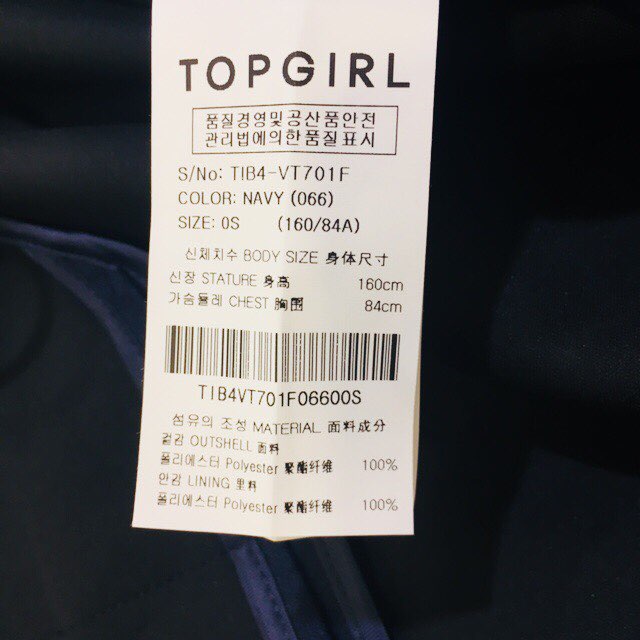 TOPGIRL
품질경영및공산품안전
관리법에의한품질표시
S/No: TIB4-VT701F
COLOR: NAVY (066)
SIZE: 0S (160/84A)
신체치수 BODY SIZE 身体尺寸
신장 STATURE 身高 160cm
가슴둘레 CHEST 胸围 84cm
TIB4VT701F06600S
섬유의 조성 MATERIAL 面料成分
겉감 OUTSHELL 面料
폴리에스터 Polyester 聚酯纤维 100%
안감 LINING 里料
폴리에스터 Polyester 聚酯纤维 100%